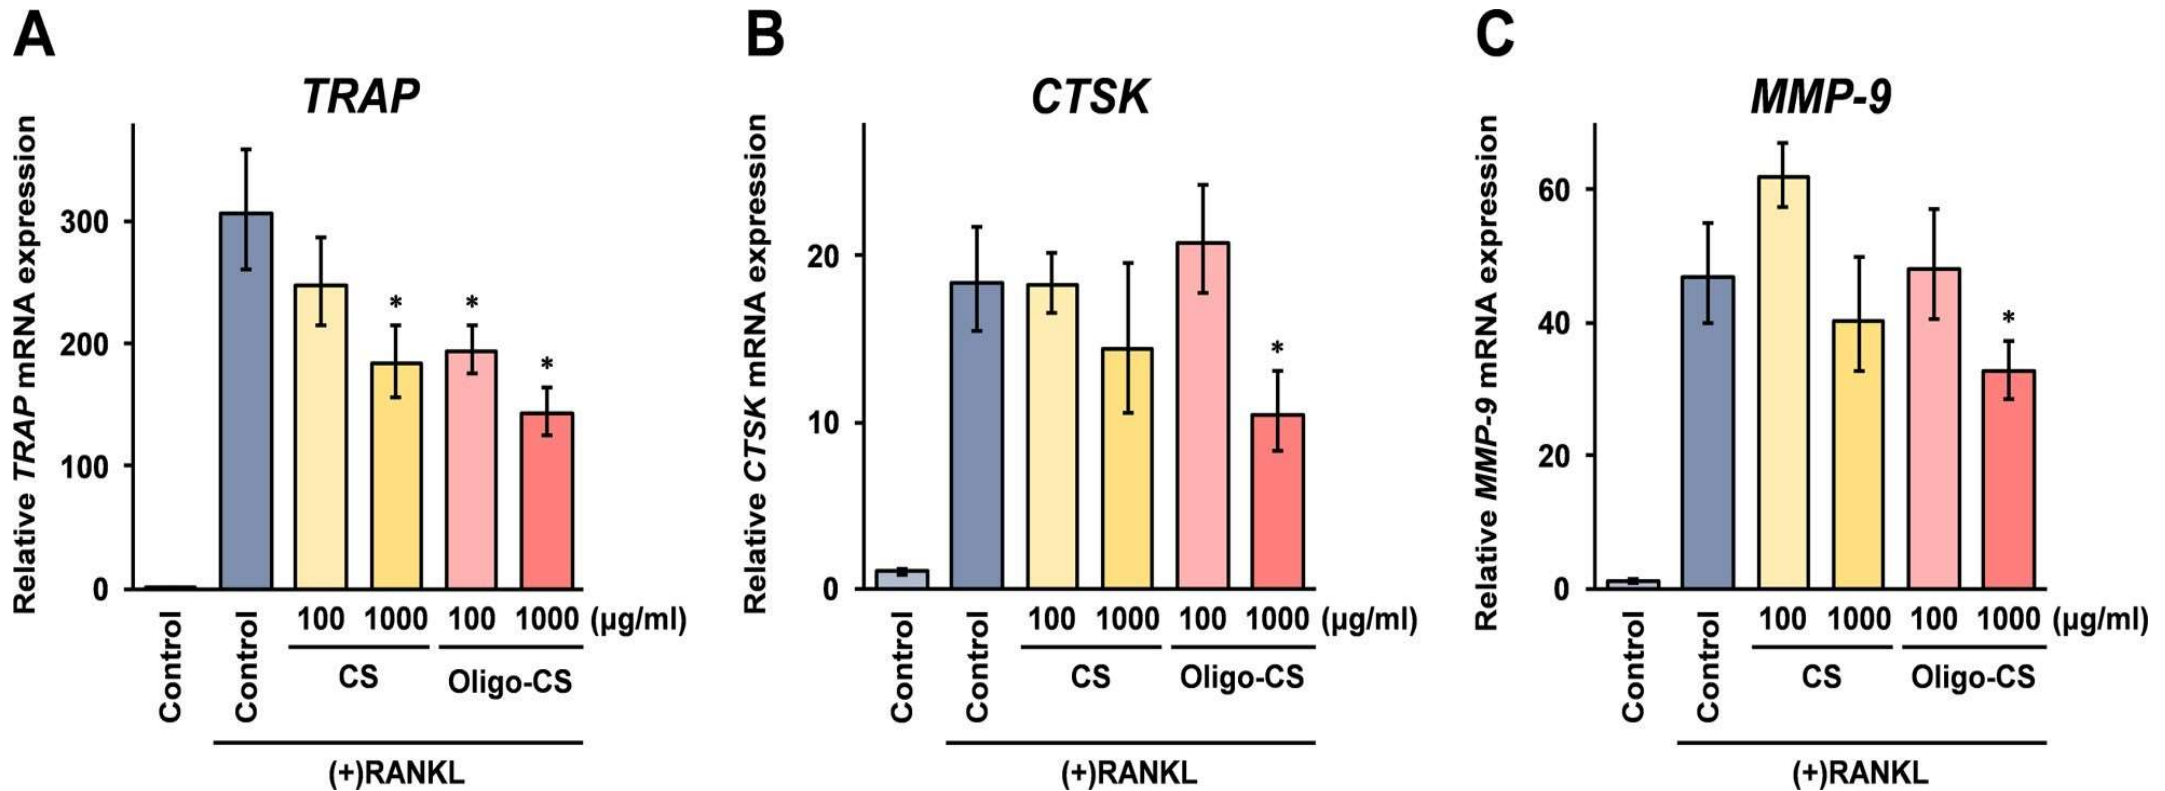 A
TRAP
Relative TRAP mRNA expression
300
200
100
0
*
*
*
Control
Control
100
1000
100
1000
(µg/ml)
CS
Oligo-CS
(+)RANKL
B
CTSK
Relative CTSK mRNA expression
20
10
0
*
Control
Control
100
1000
100
1000
(µg/ml)
CS
Oligo-CS
(+)RANKL
C
MMP-9
Relative MMP-9 mRNA expression
60
40
20
0
*
Control
Control
100
1000
100
1000
(µg/ml)
CS
Oligo-CS
(+)RANKL